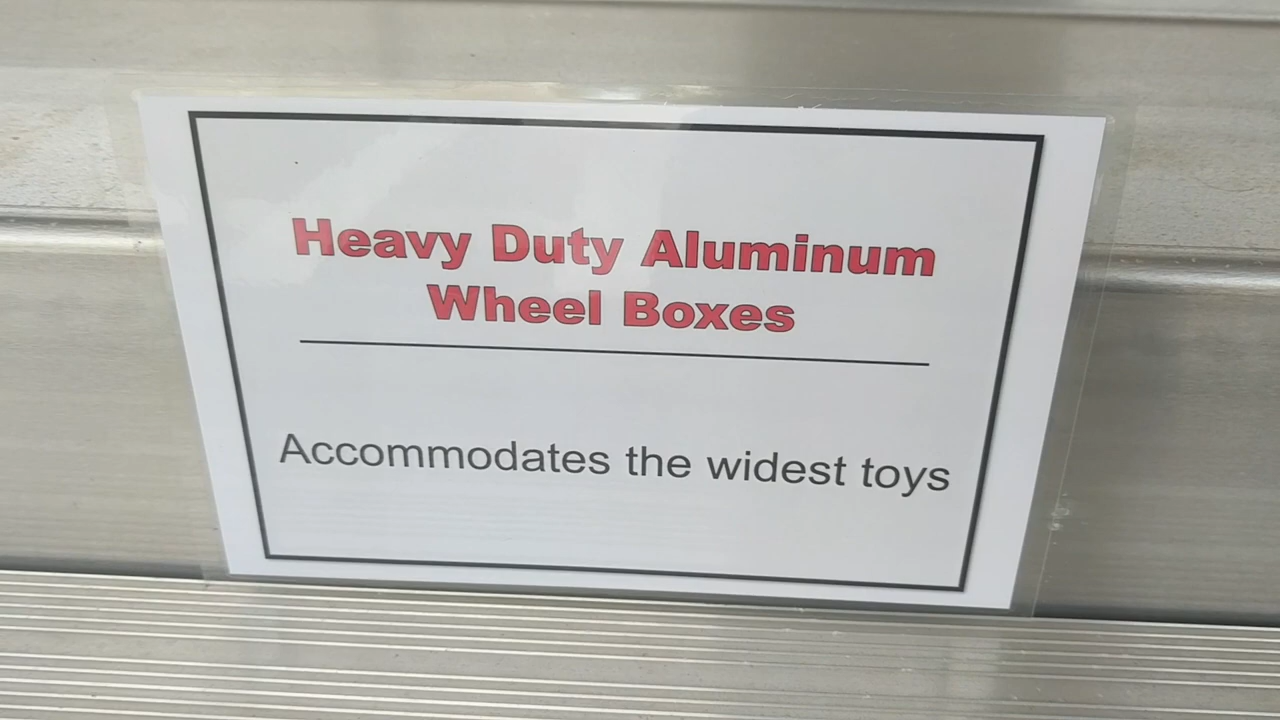 Heavy Duty Aluminum
Wheel Boxes
Accommodates the widest toys